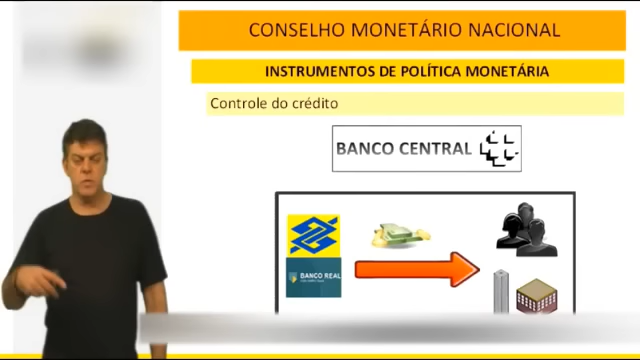 CONSELHO MONETÁRIO NACIONAL
INSTRUMENTOS DE POLÍTICA MONETÁRIA
Controle do crédito
BANCO CENTRAL
BANCO REAL